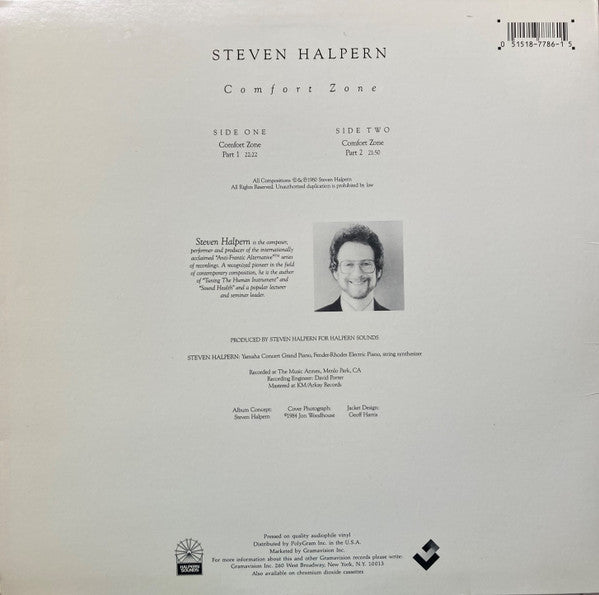 0 51518-7786-1 5
STEVEN HALPERN
Comfort Zone
SIDE ONE
Comfort Zone
Part 1 21:22
SIDE TWO
Comfort Zone
Part 2 21:50
All Compositions ©&℗1980 Steven Halpern
All Rights Reserved. Unauthorized duplication is prohibited by law
Steven Halpern is the composer,
performer and producer of the internationally
acclaimed "Anti-Frantic Alternative"™ series
of recordings. A recognized pioneer in the field
of contemporary composition, he is the author
of "Tuning The Human Instrument" and
"Sound Health" and a popular lecturer
and seminar leader.
PRODUCED BY STEVEN HALPERN FOR HALPERN SOUNDS
STEVEN HALPERN: Yamaha Concert Grand Piano, Fender-Rhodes Electric Piano, string synthesizer
Recorded at The Music Annex, Menlo Park, CA
Recording Engineer: David Porter
Mastered at KM/Arkay Records
Album Concept:
Steven Halpern
Cover Photograph:
©1984 Jon Woodhouse
Jacket Design:
Geoff Harris
Pressed on quality audiophile vinyl
Distributed by PolyGram Inc. in the U.S.A.
Marketed by Gramavision Inc.
For more information about this and other Gramavision records please write:
Gramavision Inc. 260 West Broadway, New York, N.Y. 10013
Also available on chromium dioxide cassettes
HALPERN
SOUNDS